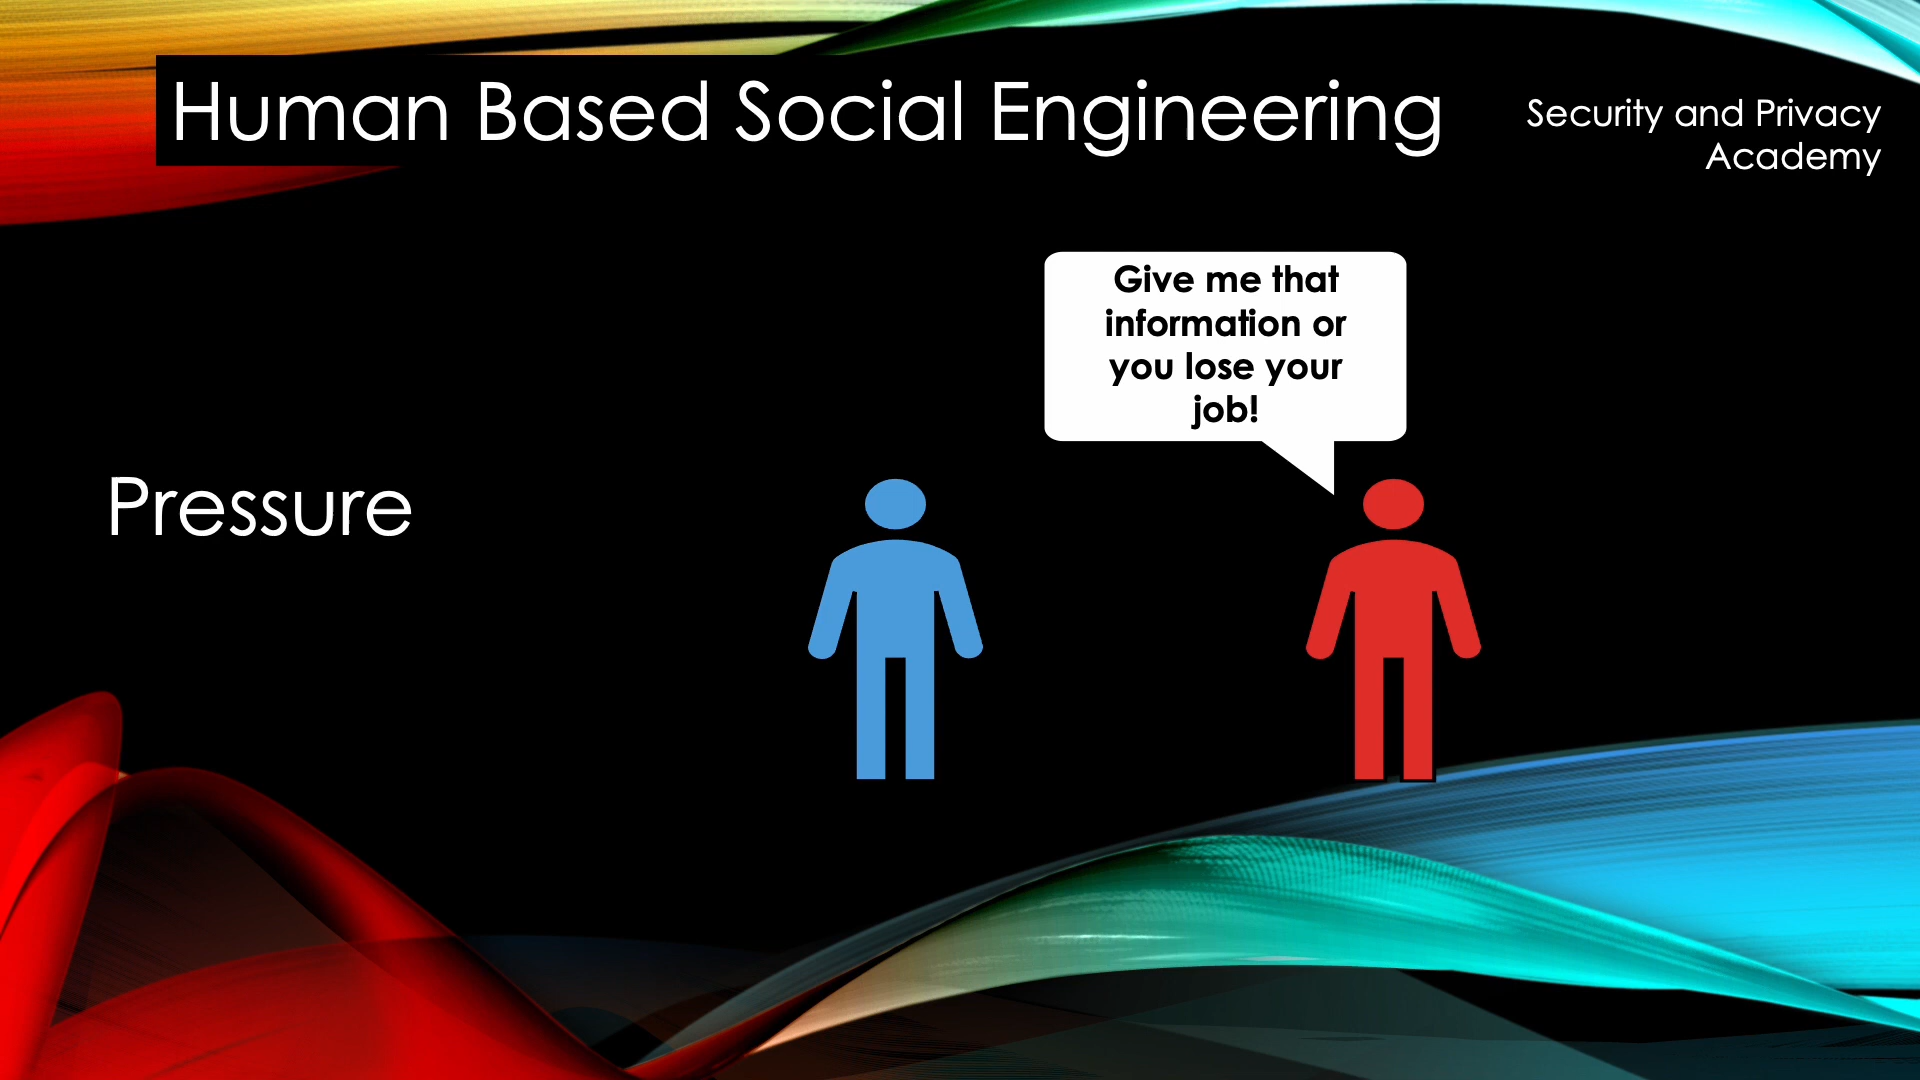 Human Based Social Engineering
Security and Privacy
Academy
Give me that
information or
you lose your
job!
Pressure